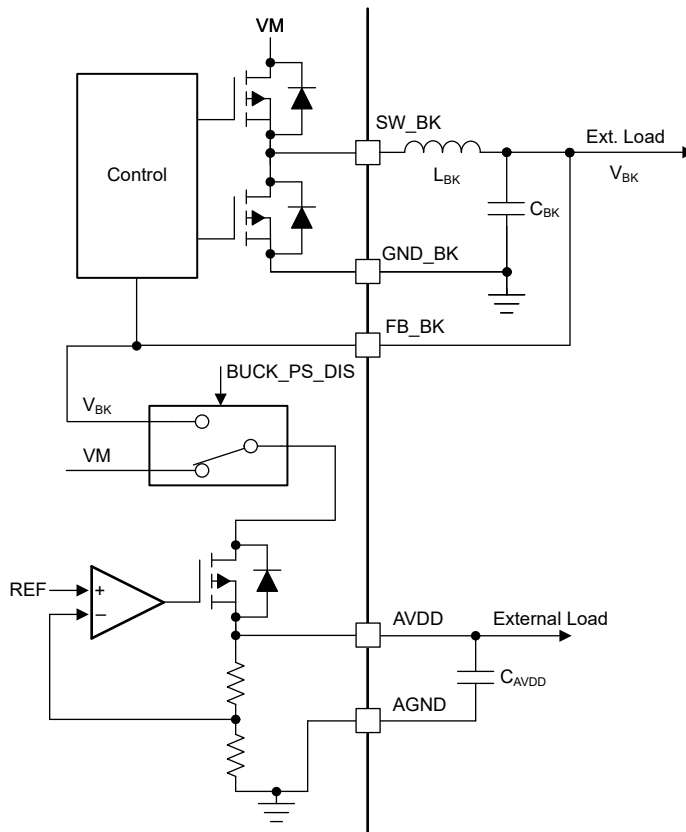 VM
SW_BK
Ext. Load
Control
L_BK
V_BK
C_BK
GND_BK
FB_BK
BUCK_PS_DIS
V_BK
VM
REF
+
–
AVDD
External Load
C_AVDD
AGND